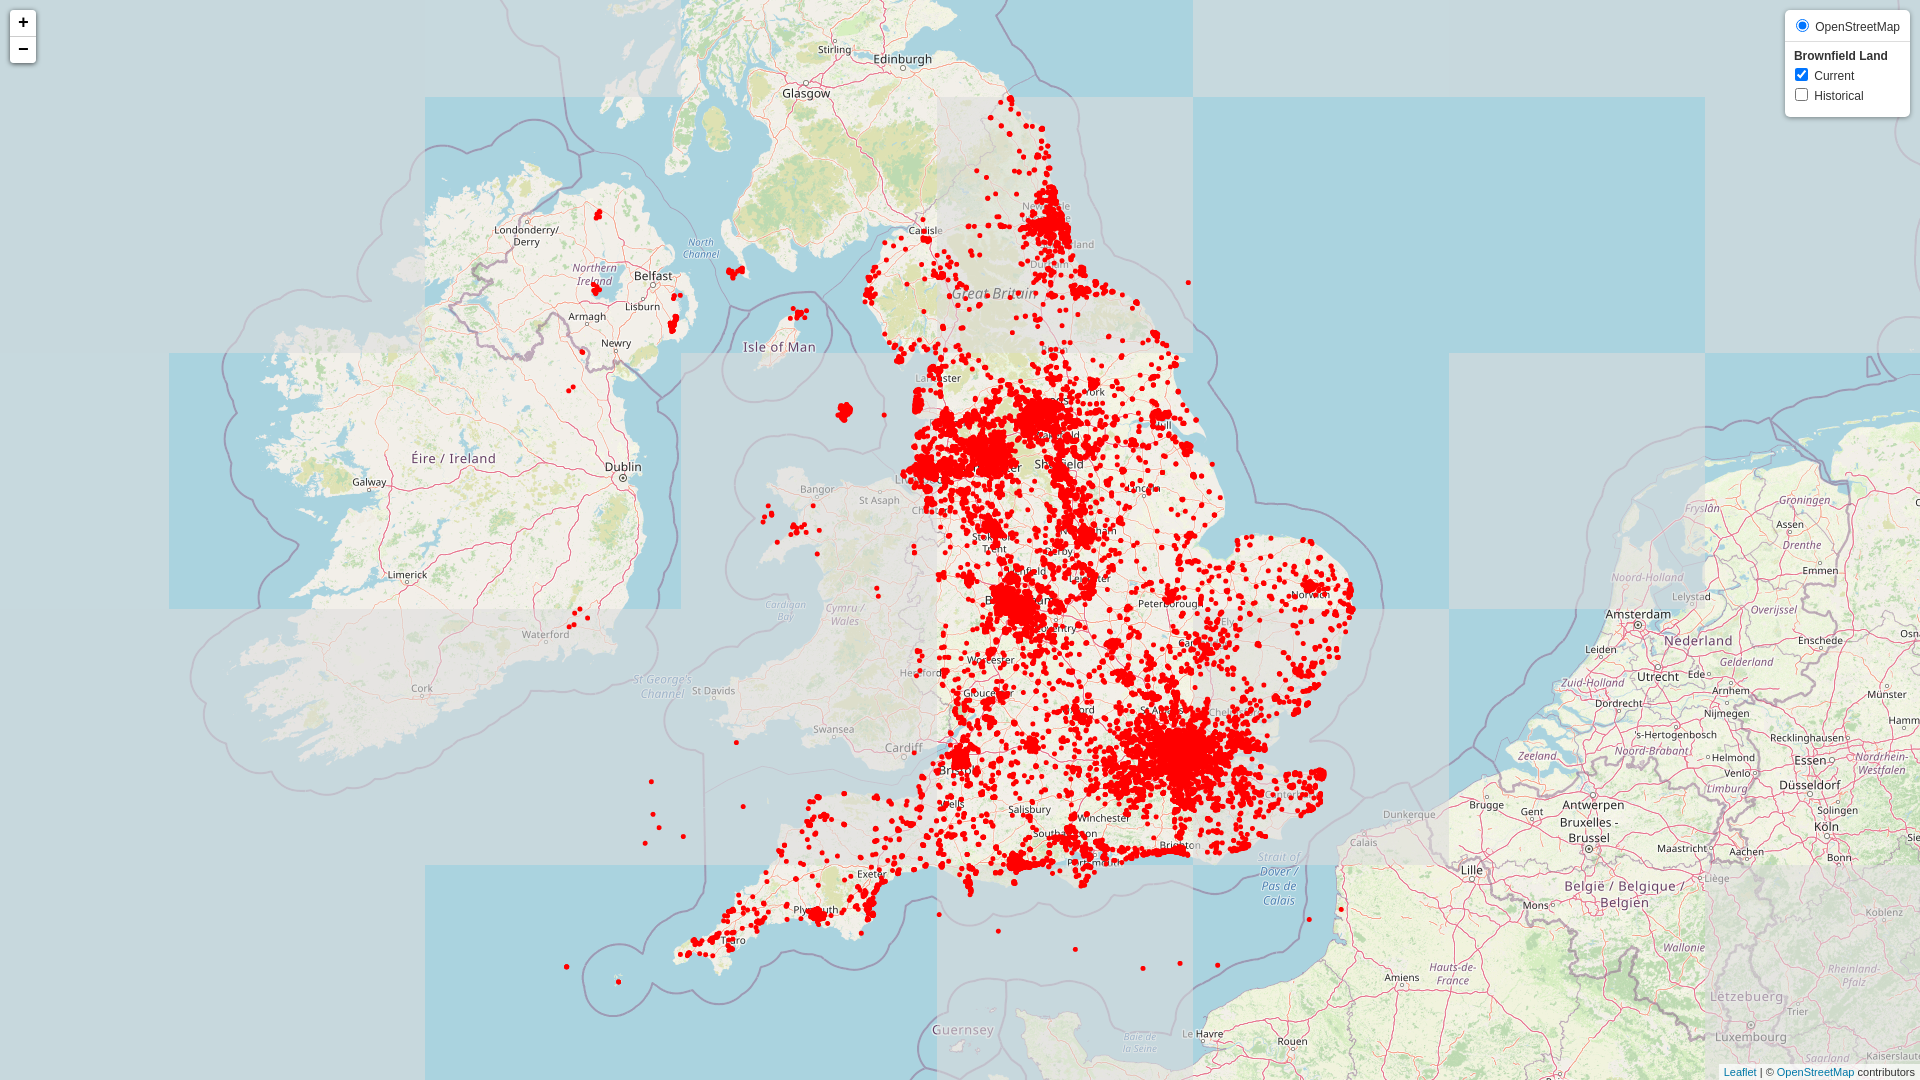 +
−
OpenStreetMap
Brownfield Land
Current
Historical
Stirling
Edinburgh
Glasgow
Londonderry/
Derry
North
Channel
Carlisle
Northern
Ireland
Belfast
Lisburn
Great Britain
Armagh
Newry
Isle of Man
Lancaster
York
Éire / Ireland
Dublin
Galway
Sheffield
Bangor
St Asaph
Lincoln
Derby
Limerick
Peterborough
Norwich
Ely
Cardigan
Bay
Cymru /
Wales
Waterford
Coventry
Worcester
Hereford
Cork
St George's
Channel
St Davids
Gloucester
Swansea
Cardiff
Bristol
Wells
Salisbury
Winchester
Southampton
Portsmouth
Brighton
Exeter
Plymouth
Truro
Strait of
Dover /
Pas de
Calais
Guernsey
Baie de
la Seine
Le Havre
Rouen
Amiens
Hauts-de-
France
Dunkerque
Calais
Lille
Mons
Brugge
Gent
Antwerpen
Bruxelles -
Brussel
België / Belgique /
Belgien
Maastricht
Aachen
Liège
Wallonie
Köln
Bonn
Koblenz
Rheinland-
Pfalz
Lëtzebuerg
Luxembourg
Trier
Saarland
Kaiserslaute
Groningen
Fryslân
Assen
Drenthe
Emmen
Noord-Holland
Lelystad
Amsterdam
Overijssel
Enschede
Nederland
Leiden
Gelderland
Utrecht
Ede
Arnhem
Zuid-Holland
Dordrecht
Nijmegen
Münster
's-Hertogenbosch
Noord-Brabant
Zeeland
Helmond
Venlo
Limburg
Recklinghausen
Essen
Düsseldorf
Solingen
Nordrhein-
Westfalen
Leaflet | © OpenStreetMap contributors